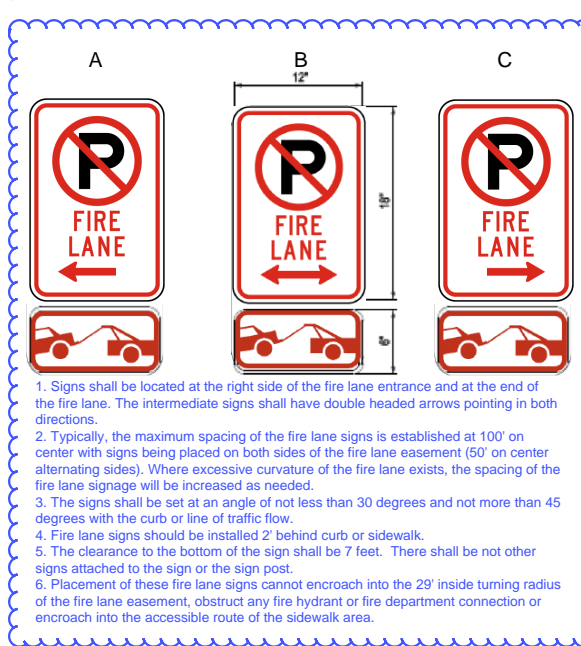 A B C
12"
P P P
18"
FIRE FIRE FIRE
LANE LANE LANE
6"
1. Signs shall be located at the right side of the fire lane entrance and at the end of
the fire lane. The intermediate signs shall have double headed arrows pointing in both
directions.
2. Typically, the maximum spacing of the fire lane signs is established at 100' on
center with signs being placed on both sides of the fire lane easement (50' on center
alternating sides). Where excessive curvature of the fire lane exists, the spacing of the
fire lane signage will be increased as needed.
3. The signs shall be set at an angle of not less than 30 degrees and not more than 45
degrees with the curb or line of traffic flow.
4. Fire lane signs should be installed 2' behind curb or sidewalk.
5. The clearance to the bottom of the sign shall be 7 feet. There shall be not other
signs attached to the sign or the sign post.
6. Placement of these fire lane signs cannot encroach into the 29' inside turning radius
of the fire lane easement, obstruct any fire hydrant or fire department connection or
encroach into the accessible route of the sidewalk area.